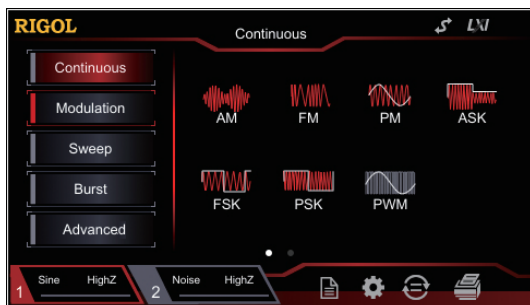 RIGOL
Continuous
LXI
Continuous
Modulation
Sweep
Burst
Advanced
AM FM PM ASK
FSK PSK PWM
1 Sine HighZ 2 Noise HighZ